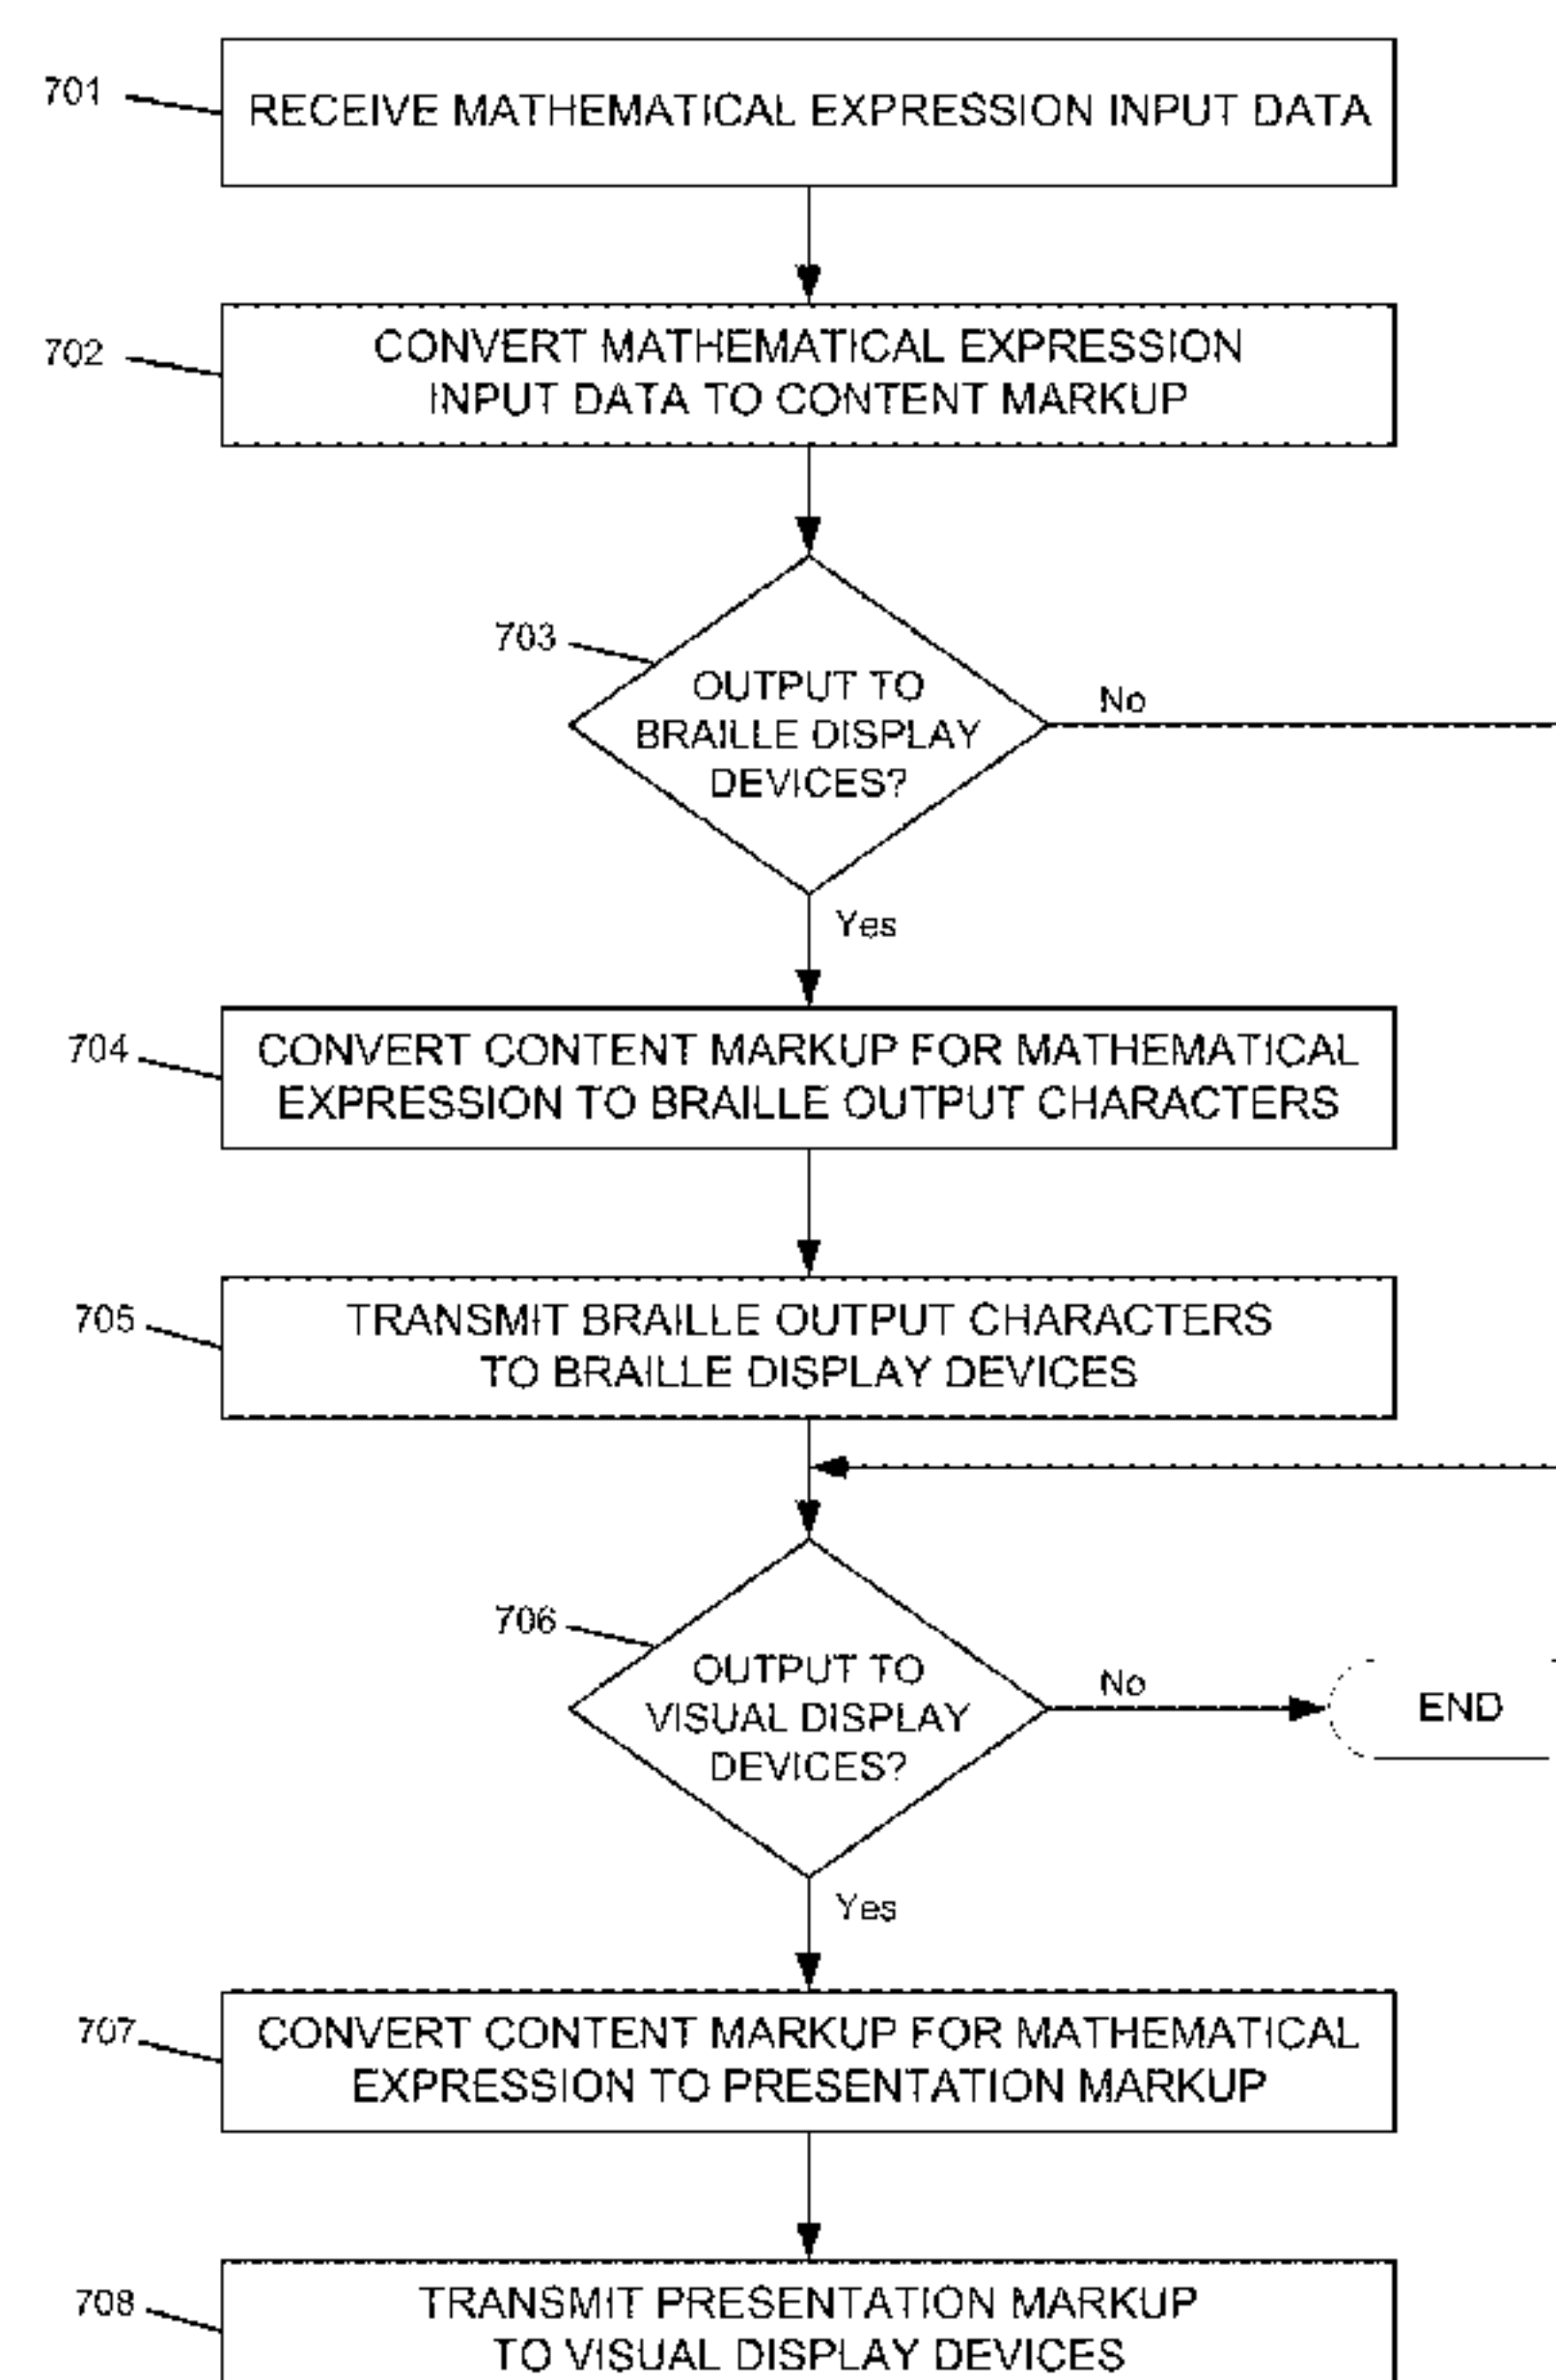 701
RECEIVE MATHEMATICAL EXPRESSION INPUT DATA
702
CONVERT MATHEMATICAL EXPRESSION
INPUT DATA TO CONTENT MARKUP
703
OUTPUT TO
BRAILLE DISPLAY
DEVICES?
No
Yes
704
CONVERT CONTENT MARKUP FOR MATHEMATICAL
EXPRESSION TO BRAILLE OUTPUT CHARACTERS
705
TRANSMIT BRAILLE OUTPUT CHARACTERS
TO BRAILLE DISPLAY DEVICES
706
OUTPUT TO
VISUAL DISPLAY
DEVICES?
No
END
Yes
707
CONVERT CONTENT MARKUP FOR MATHEMATICAL
EXPRESSION TO PRESENTATION MARKUP
708
TRANSMIT PRESENTATION MARKUP
TO VISUAL DISPLAY DEVICES